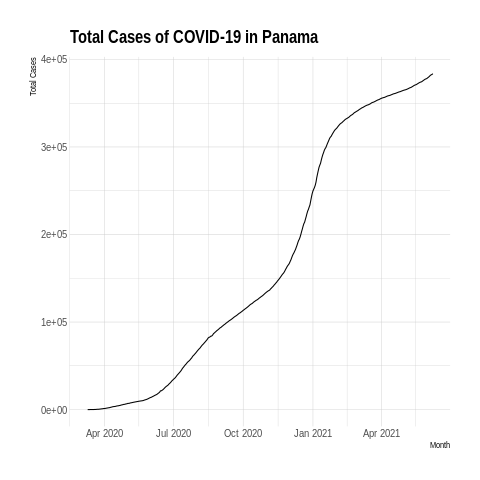 Total Cases of COVID-19 in Panama
Total Cases
4e+05
3e+05
2e+05
1e+05
0e+00
Apr 2020 Jul 2020 Oct 2020 Jan 2021 Apr 2021
Month